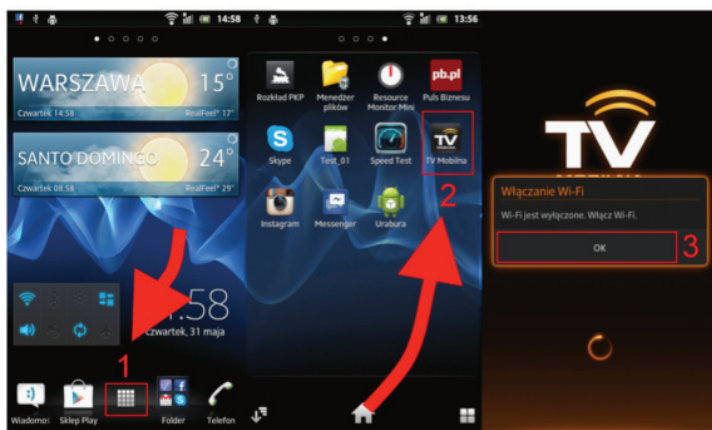 14:58
WARSZAWA 15°
Czwartek 14:58 RealFeel® 17°
SANTO DOMINGO 24°
Czwartek 08:58 RealFeel® 29°
:58
czwartek, 31 maja
1
Wiadomoś Sklep Play Folder Telefon
13:56
pb.pl
Rozkład PKP Menedżer plików Resource Monitor Mini Puls Biznesu
TV
Skype Test_01 Speed Test TV Mobilna
2
Instagram Messenger Urabura
TV
Włączanie Wi-Fi
Wi-Fi jest wyłączone. Włącz Wi-Fi.
OK 3